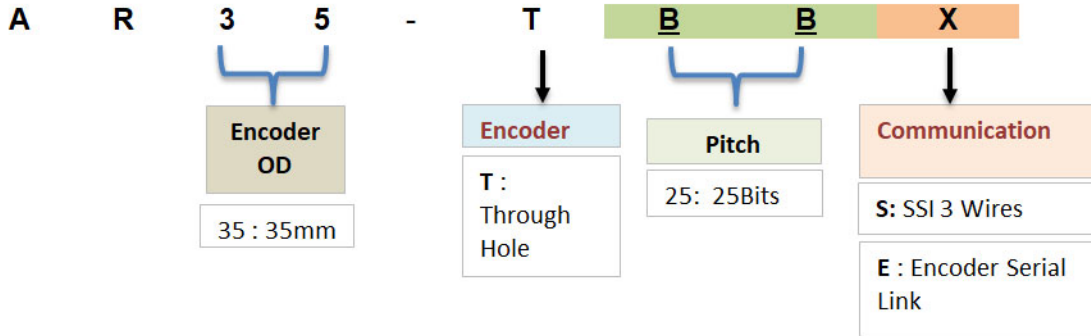 A R 3 5 - T B B X
Encoder
OD
35 : 35mm
Encoder
T :
Through
Hole
Pitch
25: 25Bits
Communication
S: SSI 3 Wires
E : Encoder Serial
Link